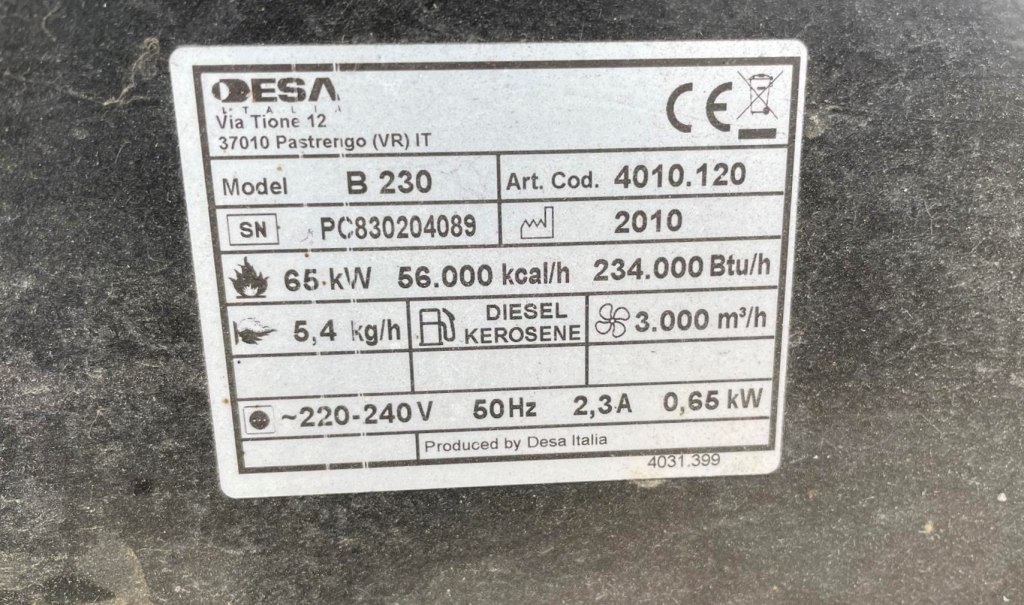 DESA
ITALIA
Via Tione 12
37010 Pastrengo (VR) IT
CE
Model B 230 Art. Cod. 4010.120
SN PC830204089 2010
65 kW 56.000 kcal/h 234.000 Btu/h
5,4 kg/h DIESEL KEROSENE 3.000 m³/h
~220-240V 50Hz 2,3A 0,65 kW
Produced by Desa Italia
4031.399